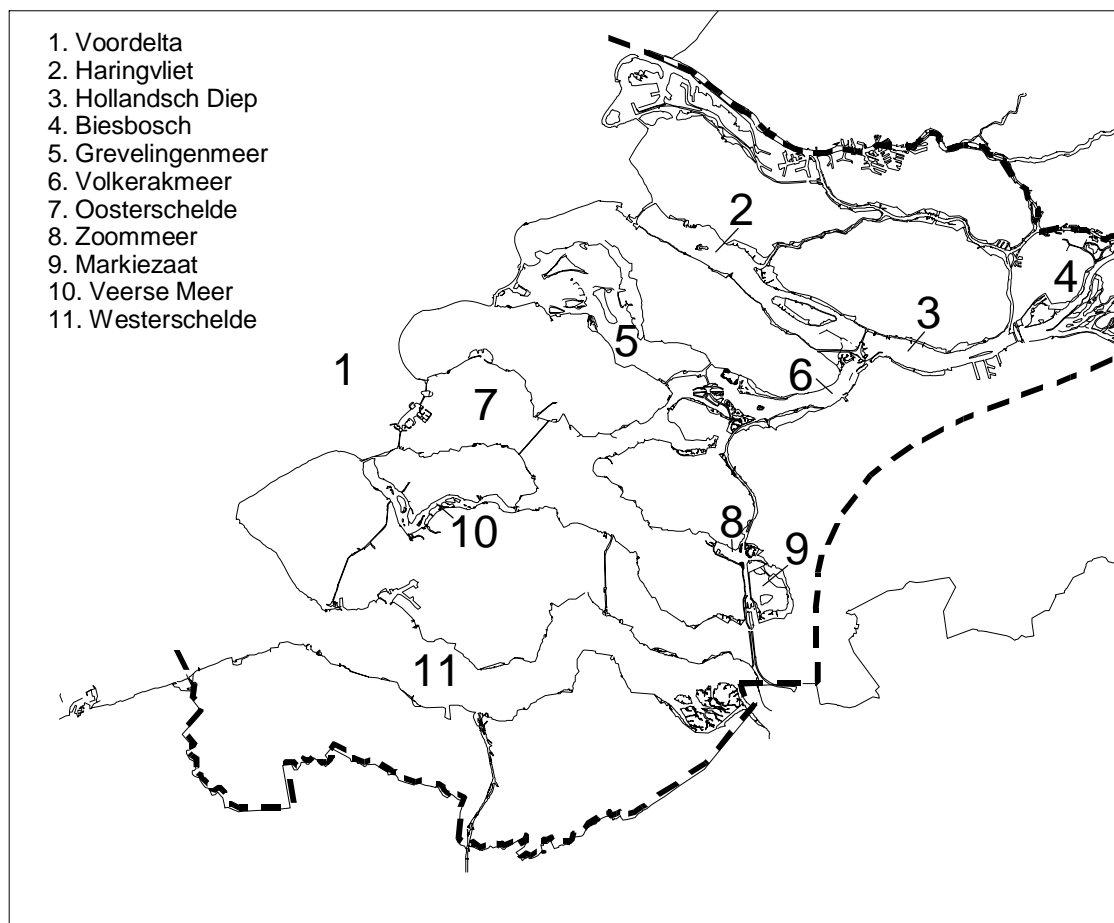 1. Voordelta
2. Haringvliet
3. Hollandsch Diep
4. Biesbosch
5. Grevelingenmeer
6. Volkerakmeer
7. Oosterschelde
8. Zoommeer
9. Markiezaat
10. Veerse Meer
11. Westerschelde
2
4
3
5
1
6
7
8
10
9
11